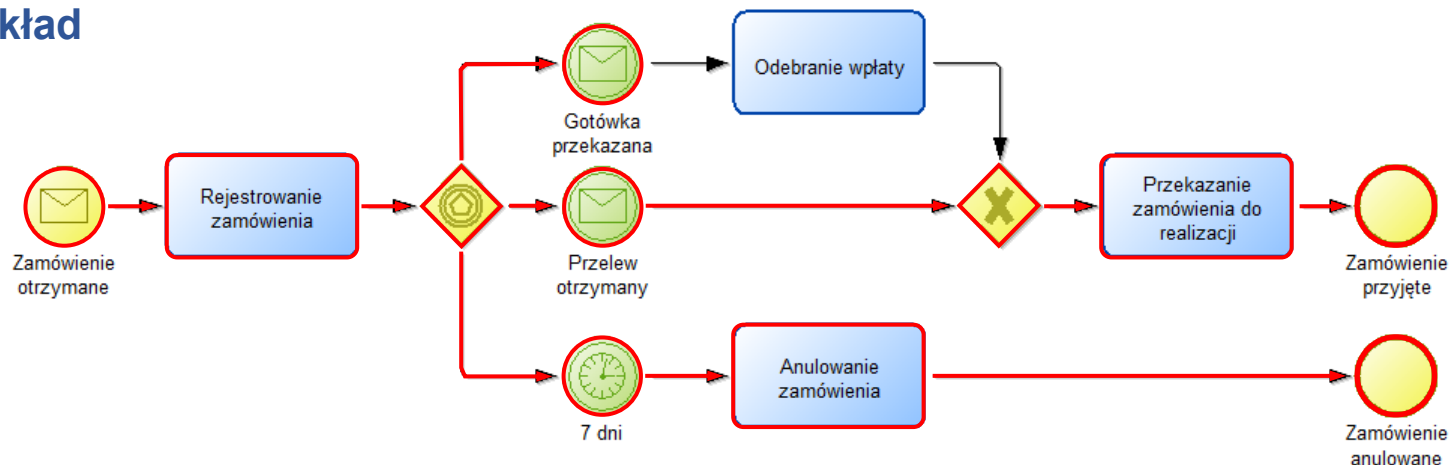 kład
Odebranie wpłaty
Gotówka
przekazana
Zamówienie
otrzymane
Rejestrowanie
zamówienia
Przelew
otrzymany
Przekazanie
zamówienia do
realizacji
Zamówienie
przyjęte
7 dni
Anulowanie
zamówienia
Zamówienie
anulowane